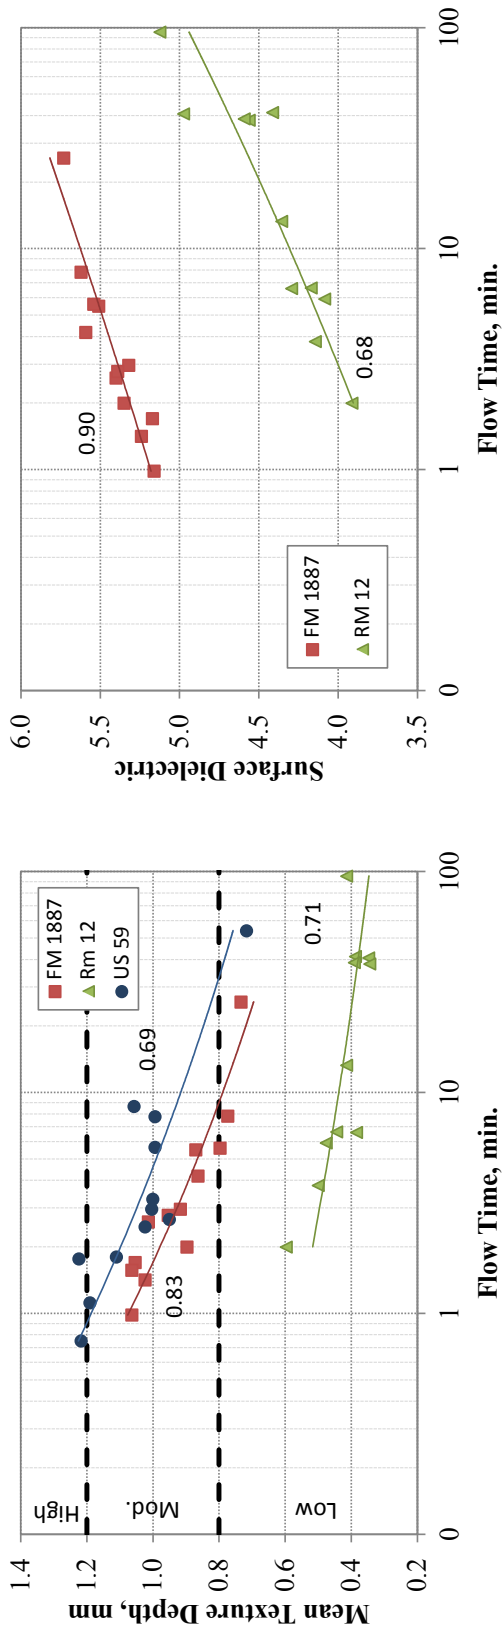 Mean Texture Depth, mm
1.4
1.2
1.0
0.8
0.6
0.4
0.2
High
Mod.
Low
FM 1887
Rm 12
US 59
0.69
0.83
0.71
0
1
10
100
Flow Time, min.
Surface Dielectric
6.0
5.5
5.0
4.5
4.0
3.5
0.90
0.68
FM 1887
RM 12
0
1
10
100
Flow Time, min.